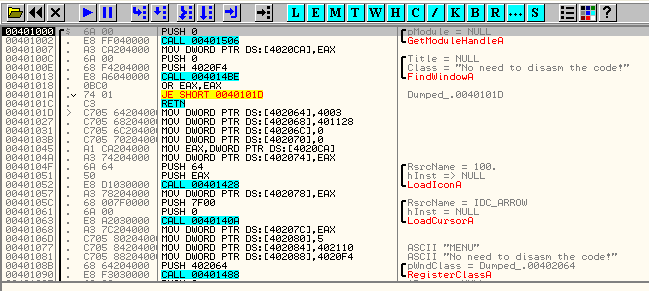 L E M T W H C / K B R ... S ?
00401000 $ 6A 00 PUSH 0 pModule = NULL
00401002 . E8 FF040000 CALL 00401506 GetModuleHandleA
00401007 . A3 CA204000 MOV DWORD PTR DS:[4020CA],EAX
0040100C . 6A 00 PUSH 0 Title = NULL
0040100E . 68 F4204000 PUSH 4020F4 Class = "No need to disasm the code!"
00401013 . E8 A6040000 CALL 004014BE FindWindowA
00401018 . 0BC0 OR EAX,EAX
0040101A . 74 01 JE SHORT 0040101D Dumped_.0040101D
0040101C . C3 RETN
0040101D > C705 64204000 MOV DWORD PTR DS:[402064],4003
00401027 . C705 68204000 MOV DWORD PTR DS:[402068],401128
00401031 . C705 6C204000 MOV DWORD PTR DS:[40206C],0
0040103B . C705 70204000 MOV DWORD PTR DS:[402070],0
00401045 . A1 CA204000 MOV EAX,DWORD PTR DS:[4020CA]
0040104A . A3 74204000 MOV DWORD PTR DS:[402074],EAX
0040104F . 6A 64 PUSH 64 RsrcName = 100.
00401051 . 50 PUSH EAX hInst => NULL
00401052 . E8 D1030000 CALL 00401428 LoadIconA
00401057 . A3 78204000 MOV DWORD PTR DS:[402078],EAX
0040105C . 68 007F0000 PUSH 7F00 RsrcName = IDC_ARROW
00401061 . 6A 00 PUSH 0 hInst = NULL
00401063 . E8 A2030000 CALL 0040140A LoadCursorA
00401068 . A3 7C204000 MOV DWORD PTR DS:[40207C],EAX
0040106D . C705 80204000 MOV DWORD PTR DS:[402080],5
00401077 . C705 84204000 MOV DWORD PTR DS:[402084],402110 ASCII "MENU"
00401081 . C705 88204000 MOV DWORD PTR DS:[402088],4020F4 ASCII "No need to disasm the code!"
0040108B . 68 64204000 PUSH 402064 pWndClass = Dumped_.00402064
00401090 . E8 F3030000 CALL 00401488 RegisterClassA